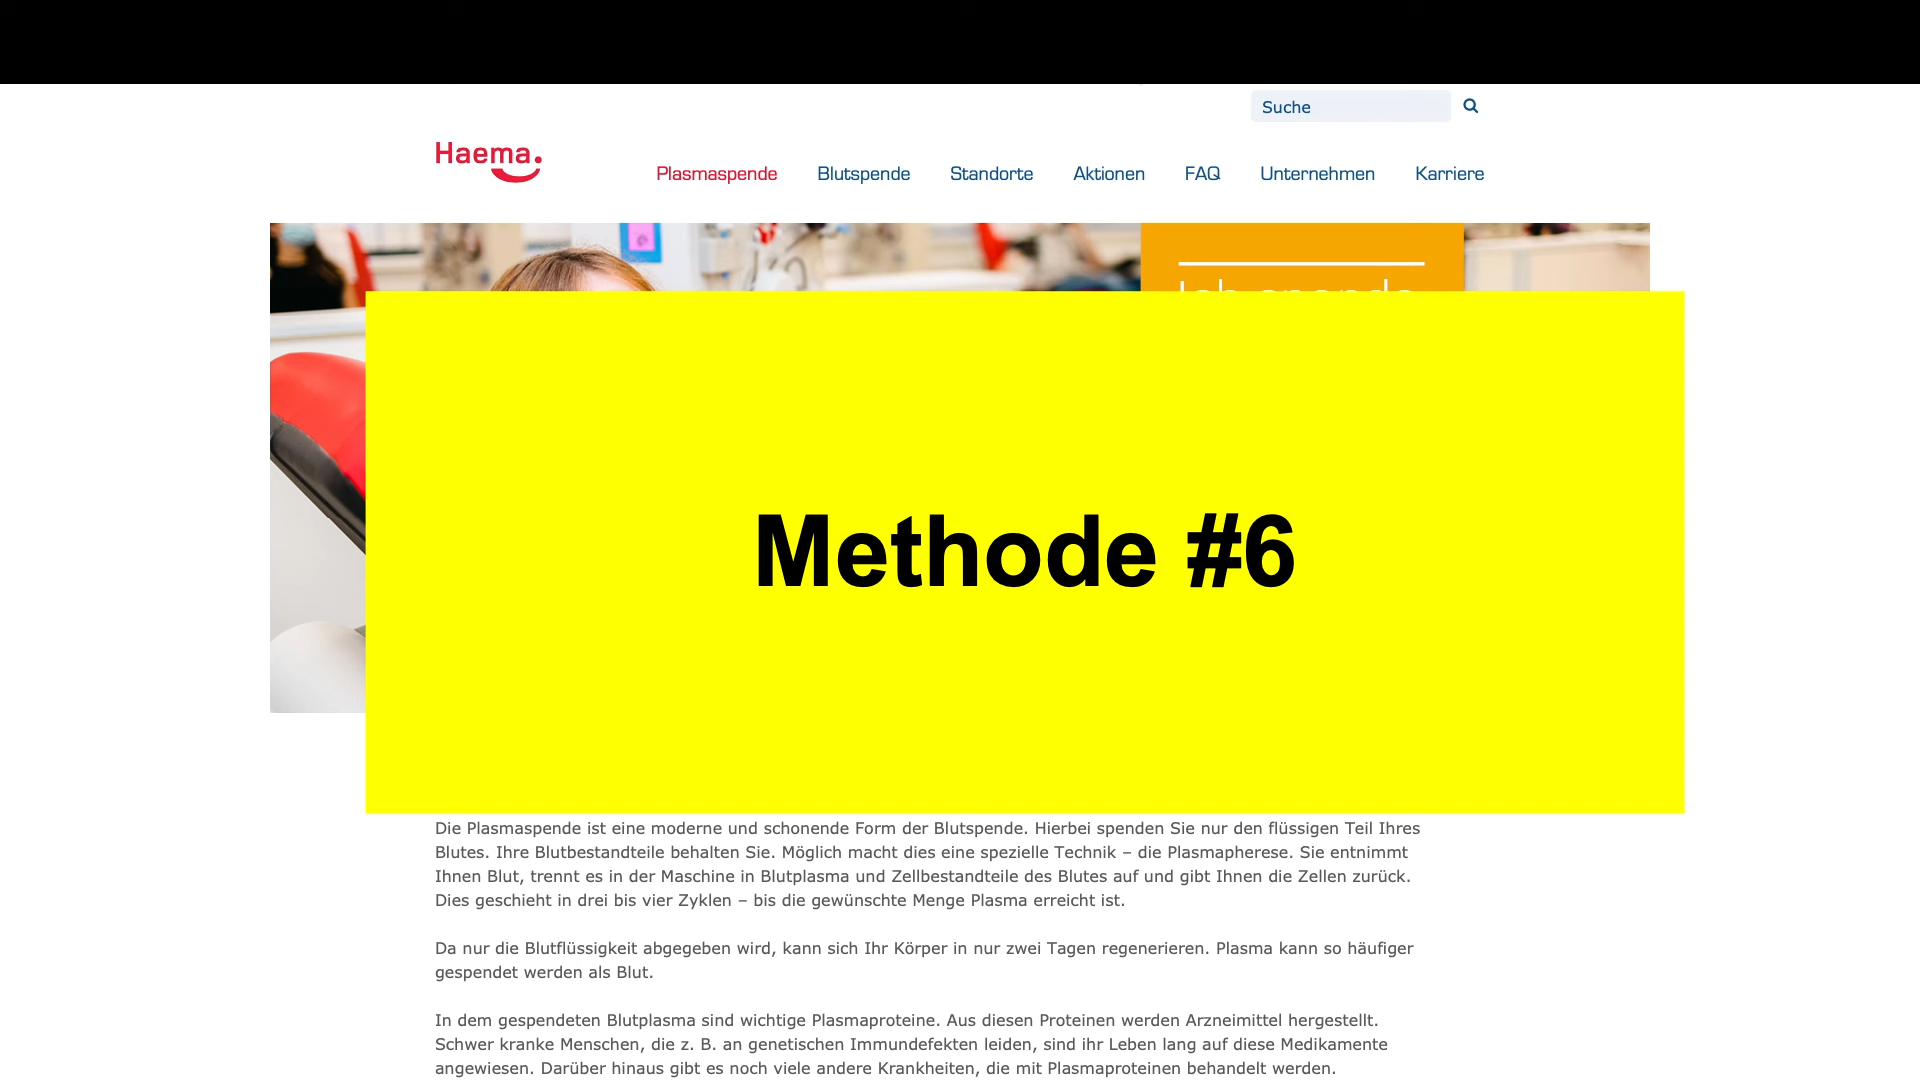 Suche
Haema.
Plasmaspende Blutspende Standorte Aktionen FAQ Unternehmen Karriere
Methode #6
Die Plasmaspende ist eine moderne und schonende Form der Blutspende. Hierbei spenden Sie nur den flüssigen Teil Ihres
Blutes. Ihre Blutbestandteile behalten Sie. Möglich macht dies eine spezielle Technik – die Plasmapherese. Sie entnimmt
Ihnen Blut, trennt es in der Maschine in Blutplasma und Zellbestandteile des Blutes auf und gibt Ihnen die Zellen zurück.
Dies geschieht in drei bis vier Zyklen – bis die gewünschte Menge Plasma erreicht ist.
Da nur die Blutflüssigkeit abgegeben wird, kann sich Ihr Körper in nur zwei Tagen regenerieren. Plasma kann so häufiger
gespendet werden als Blut.
In dem gespendeten Blutplasma sind wichtige Plasmaproteine. Aus diesen Proteinen werden Arzneimittel hergestellt.
Schwer kranke Menschen, die z. B. an genetischen Immundefekten leiden, sind ihr Leben lang auf diese Medikamente
angewiesen. Darüber hinaus gibt es noch viele andere Krankheiten, die mit Plasmaproteinen behandelt werden.